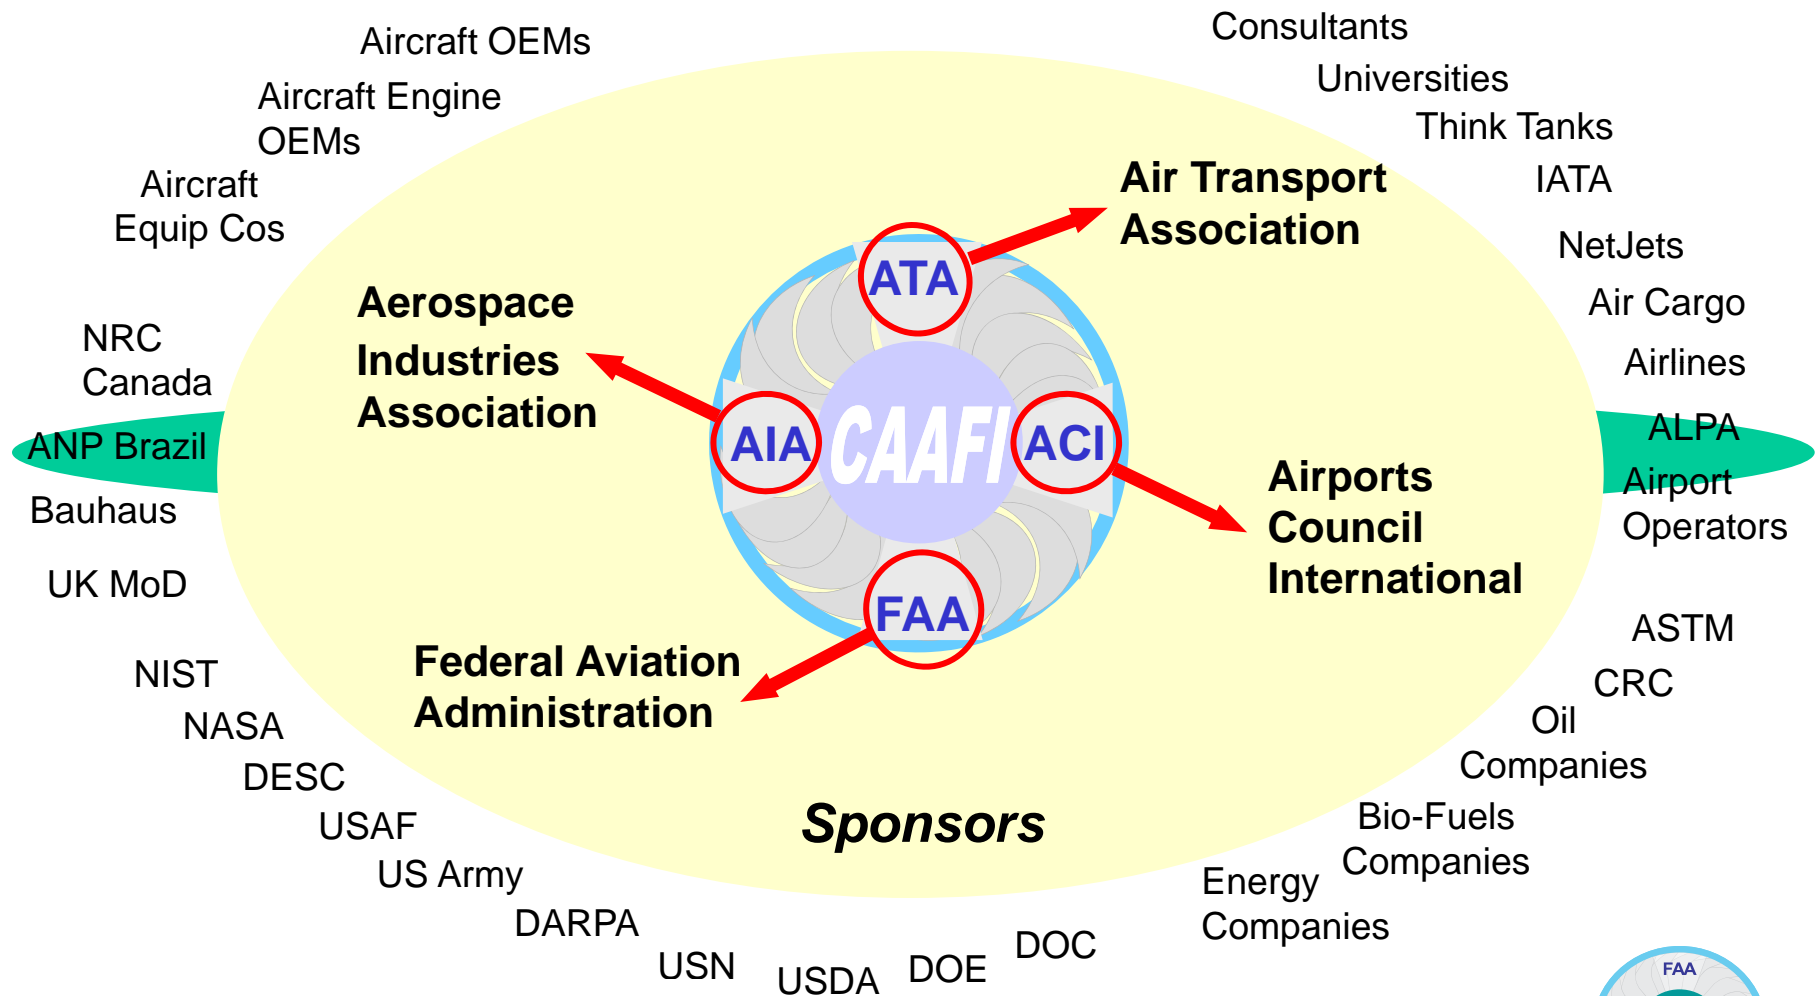 Aircraft OEMs
Aircraft Engine
OEMs
Aircraft
Equip Cos
NRC
Canada
ANP Brazil
Bauhaus
UK MoD
NIST
NASA
DESC
USAF
US Army
DARPA
USN
USDA
DOE
DOC
Consultants
Universities
Think Tanks
IATA
NetJets
Air Cargo
Airlines
ALPA
Airport
Operators
ASTM
CRC
Oil
Companies
Bio-Fuels
Companies
Energy
Companies
Air Transport
Association
Aerospace
Industries
Association
Airports
Council
International
Federal Aviation
Administration
ATA
AIA
CAAFI
ACI
FAA
Sponsors
FAA